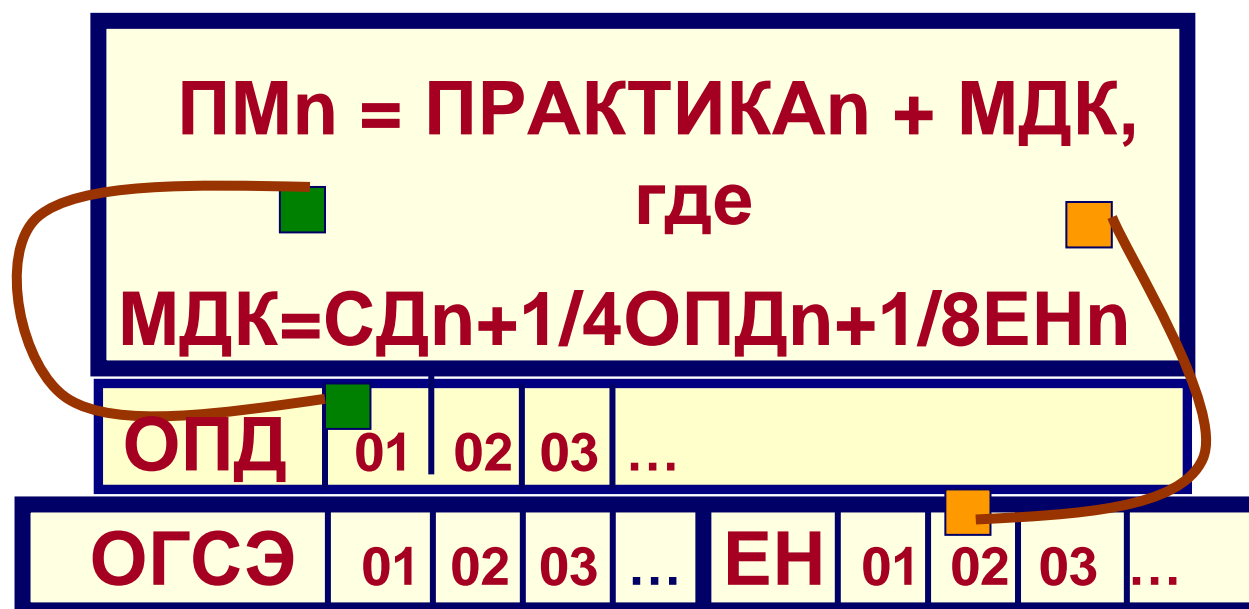 ПМn = ПРАКТИКАn + МДК,
где
МДК=СДn+1/4ОПДn+1/8ЕНn
ОПД 01 02 03 …
ОГСЭ 01 02 03 … ЕН 01 02 03 …